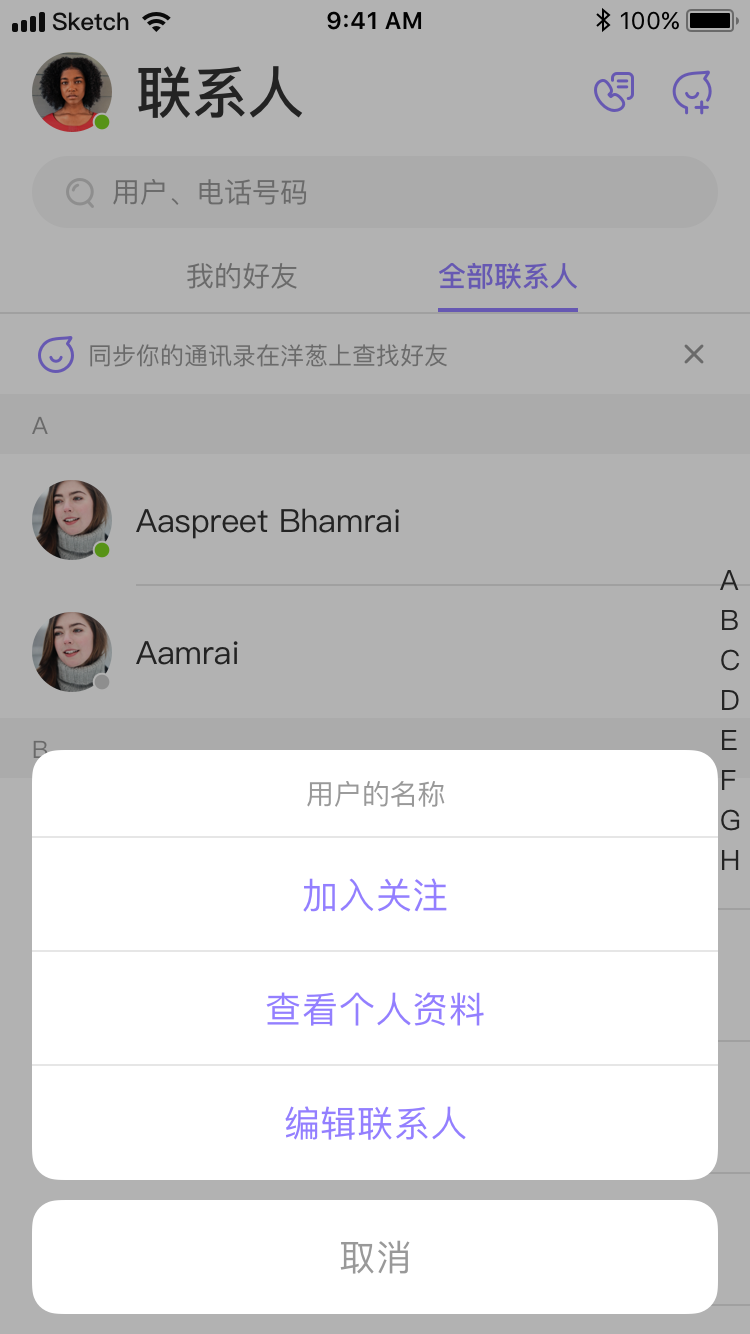 Sketch 9:41 AM 100%
联系人
用户、电话号码
我的好友 全部联系人
同步你的通讯录在洋葱上查找好友
A
Aaspreet Bhamrai
A
B
Aamrai
C
D
B
E
F
G
H
用户的名称
加入关注
查看个人资料
编辑联系人
取消